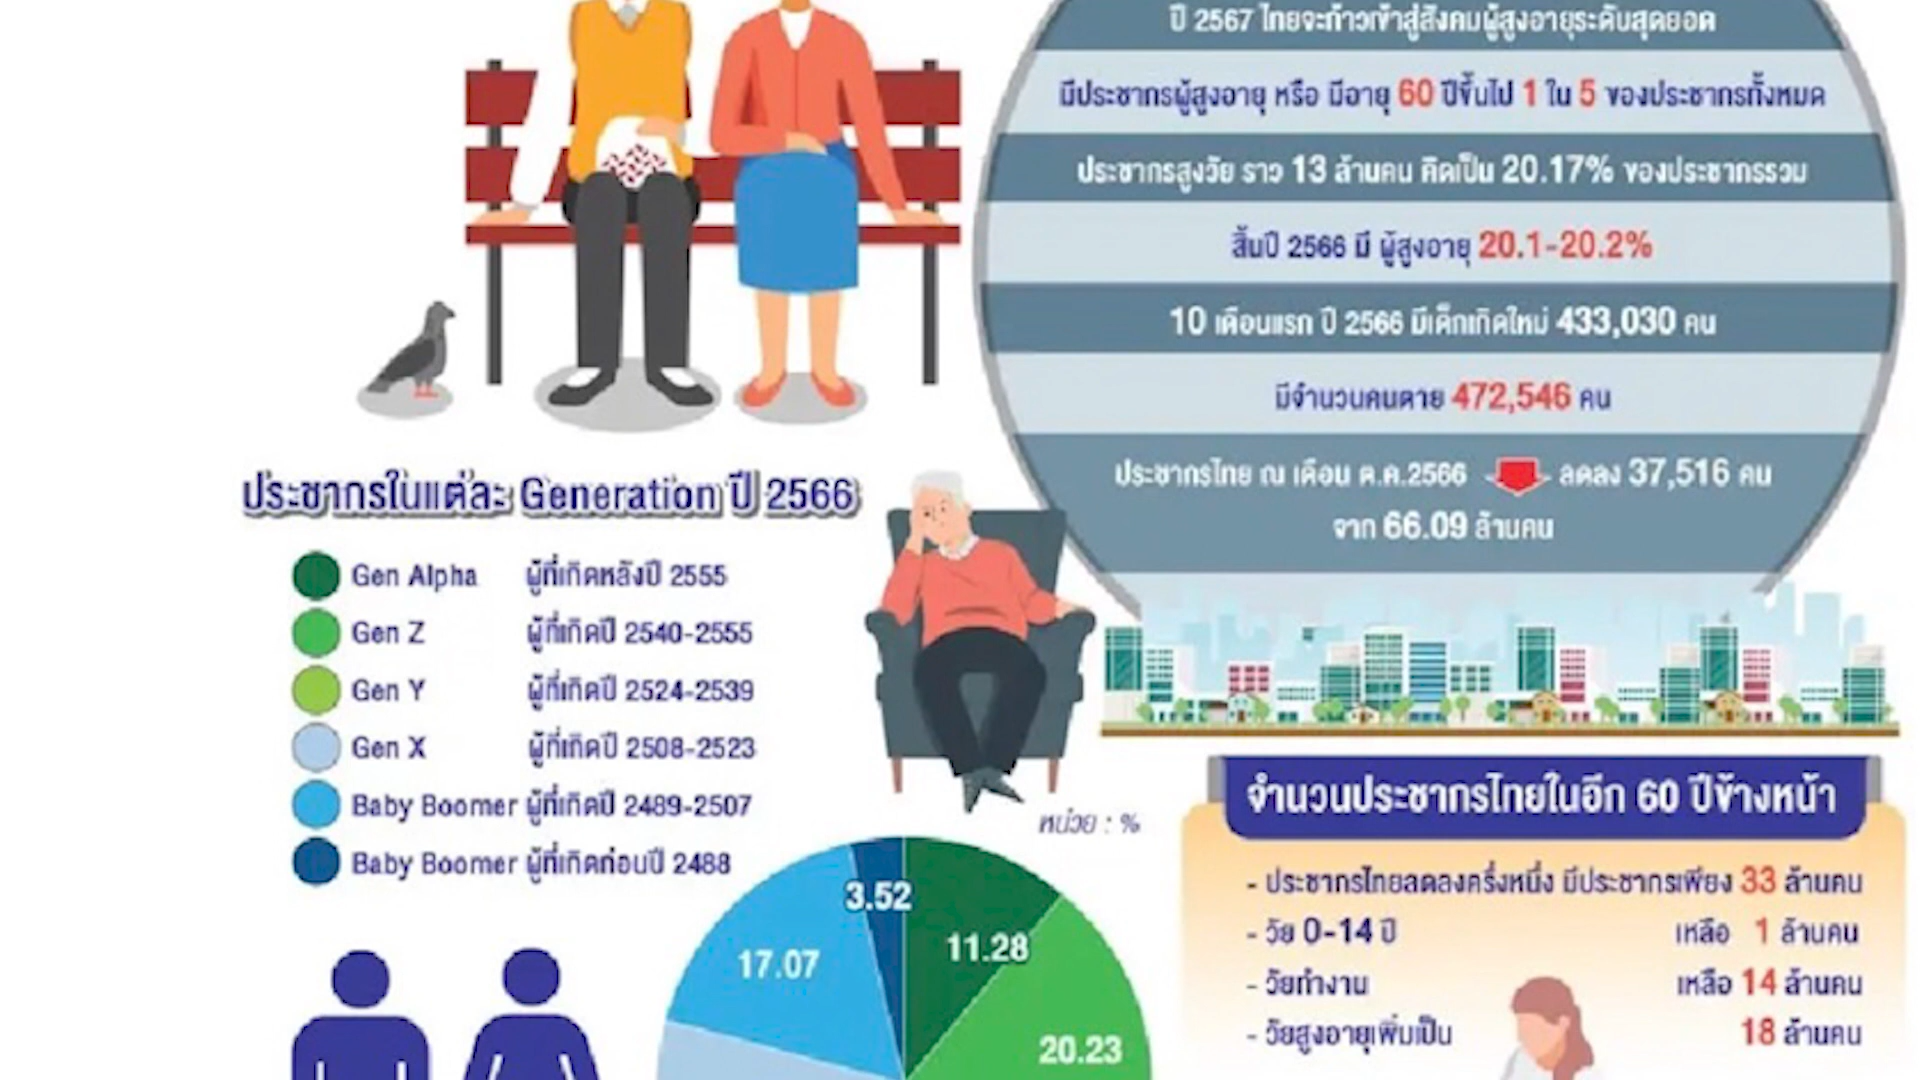 ปี 2567 ไทยจะก้าวเข้าสู่สังคมผู้สูงอายุระดับสุดยอด
มีประชากรผู้สูงอายุ หรือ มีอายุ 60 ปีขึ้นไป 1 ใน 5 ของประชากรทั้งหมด
ประชากรสูงวัย ราว 13 ล้านคน คิดเป็น 20.17% ของประชากรรวม
สิ้นปี 2566 มี ผู้สูงอายุ 20.1-20.2%
10 เดือนแรก ปี 2566 มีเด็กเกิดใหม่ 433,030 คน
มีจำนวนคนตาย 472,546 คน
ประชากรไทย ณ เดือน ต.ค.2566 ลดลง 37,516 คน
จาก 66.09 ล้านคน
ประชากรในแต่ละ Generation ปี 2566
Gen Alpha ผู้ที่เกิดหลังปี 2555
Gen Z ผู้ที่เกิดปี 2540-2555
Gen Y ผู้ที่เกิดปี 2524-2539
Gen X ผู้ที่เกิดปี 2508-2523
Baby Boomer ผู้ที่เกิดปี 2489-2507
Baby Boomer ผู้ที่เกิดก่อนปี 2488
หน่วย : %
3.52
11.28
17.07
20.23
จำนวนประชากรไทยในอีก 60 ปีข้างหน้า
- ประชากรไทยลดลงครึ่งหนึ่ง มีประชากรเพียง 33 ล้านคน
- วัย 0-14 ปี เหลือ 1 ล้านคน
- วัยทำงาน เหลือ 14 ล้านคน
- วัยสูงอายุเพิ่มเป็น 18 ล้านคน